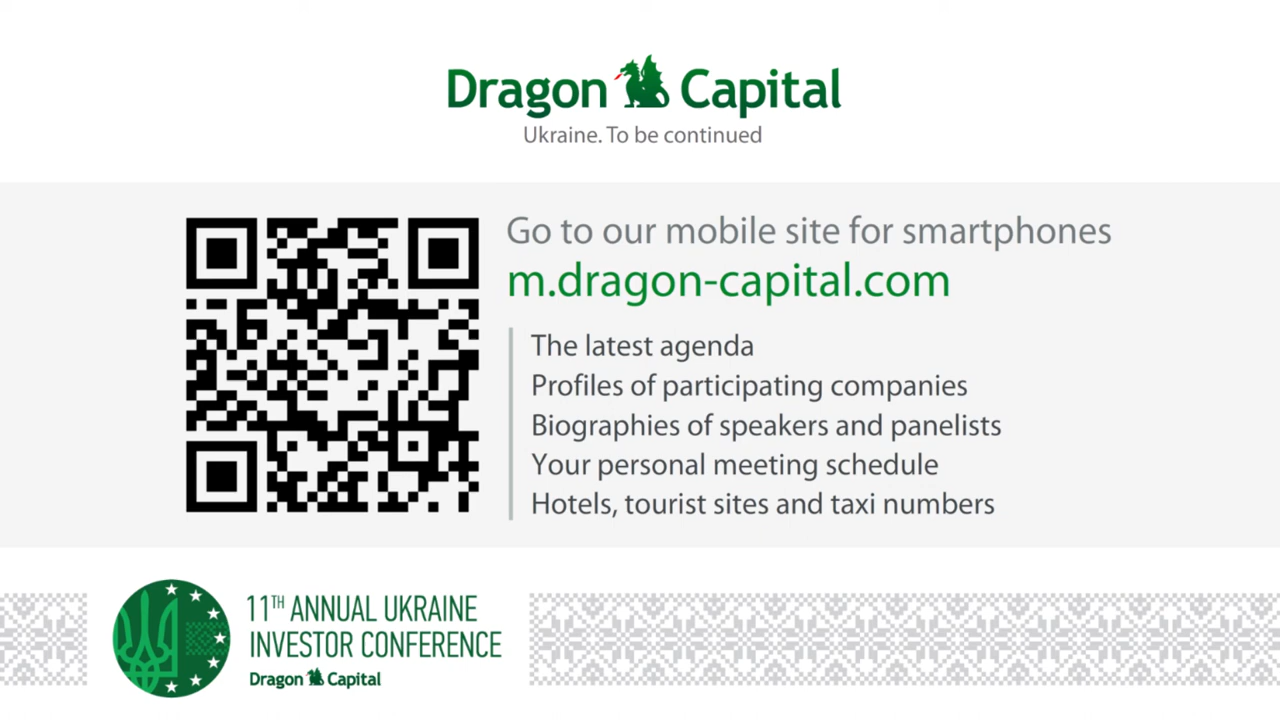 Dragon Capital
Ukraine. To be continued
Go to our mobile site for smartphones
m.dragon-capital.com
The latest agenda
Profiles of participating companies
Biographies of speakers and panelists
Your personal meeting schedule
Hotels, tourist sites and taxi numbers
11TH ANNUAL UKRAINE
INVESTOR CONFERENCE
Dragon Capital